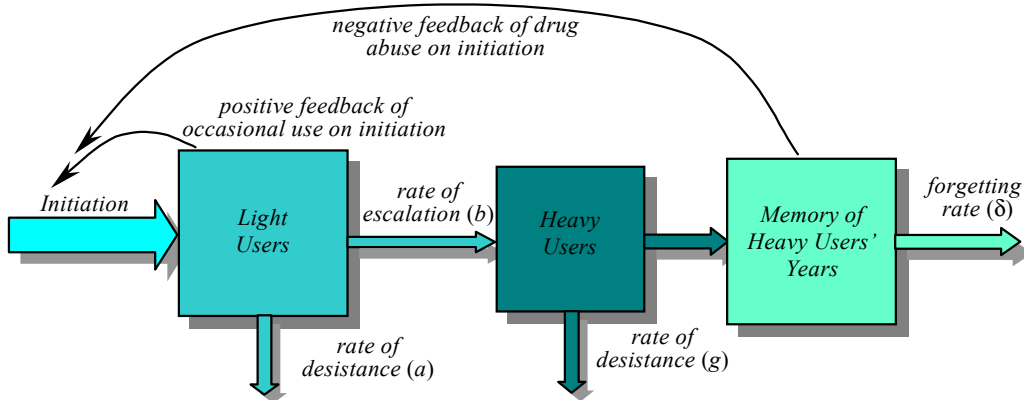 negative feedback of drug
abuse on initiation
positive feedback of
occasional use on initiation
Initiation
Light
Users
rate of
escalation (b)
Heavy
Users
Memory of
Heavy Users’
Years
forgetting
rate (δ)
rate of
desistance (a)
rate of
desistance (g)